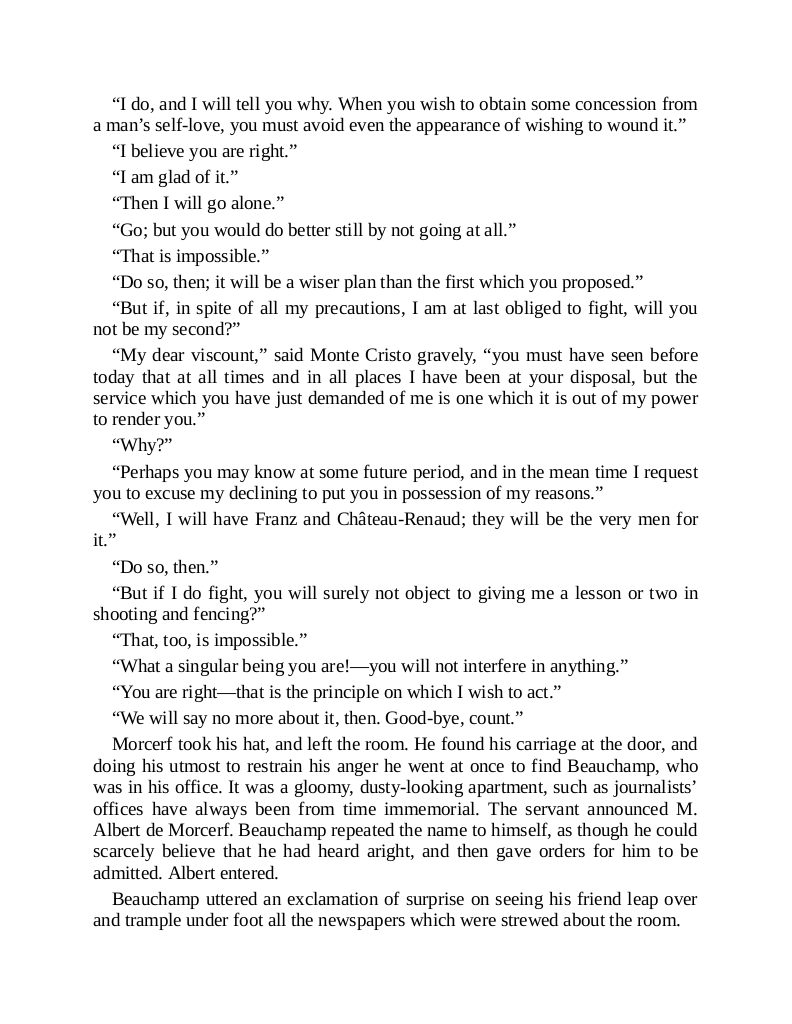 “I do, and I will tell you why. When you wish to obtain some concession from
a man’s self-love, you must avoid even the appearance of wishing to wound it.”
“I believe you are right.”
“I am glad of it.”
“Then I will go alone.”
“Go; but you would do better still by not going at all.”
“That is impossible.”
“Do so, then; it will be a wiser plan than the first which you proposed.”
“But if, in spite of all my precautions, I am at last obliged to fight, will you
not be my second?”
“My dear viscount,” said Monte Cristo gravely, “you must have seen before
today that at all times and in all places I have been at your disposal, but the
service which you have just demanded of me is one which it is out of my power
to render you.”
“Why?”
“Perhaps you may know at some future period, and in the mean time I request
you to excuse my declining to put you in possession of my reasons.”
“Well, I will have Franz and Château-Renaud; they will be the very men for
it.”
“Do so, then.”
“But if I do fight, you will surely not object to giving me a lesson or two in
shooting and fencing?”
“That, too, is impossible.”
“What a singular being you are!—you will not interfere in anything.”
“You are right—that is the principle on which I wish to act.”
“We will say no more about it, then. Good-bye, count.”
Morcerf took his hat, and left the room. He found his carriage at the door, and
doing his utmost to restrain his anger he went at once to find Beauchamp, who
was in his office. It was a gloomy, dusty-looking apartment, such as journalists’
offices have always been from time immemorial. The servant announced M.
Albert de Morcerf. Beauchamp repeated the name to himself, as though he could
scarcely believe that he had heard aright, and then gave orders for him to be
admitted. Albert entered.
Beauchamp uttered an exclamation of surprise on seeing his friend leap over
and trample under foot all the newspapers which were strewed about the room.